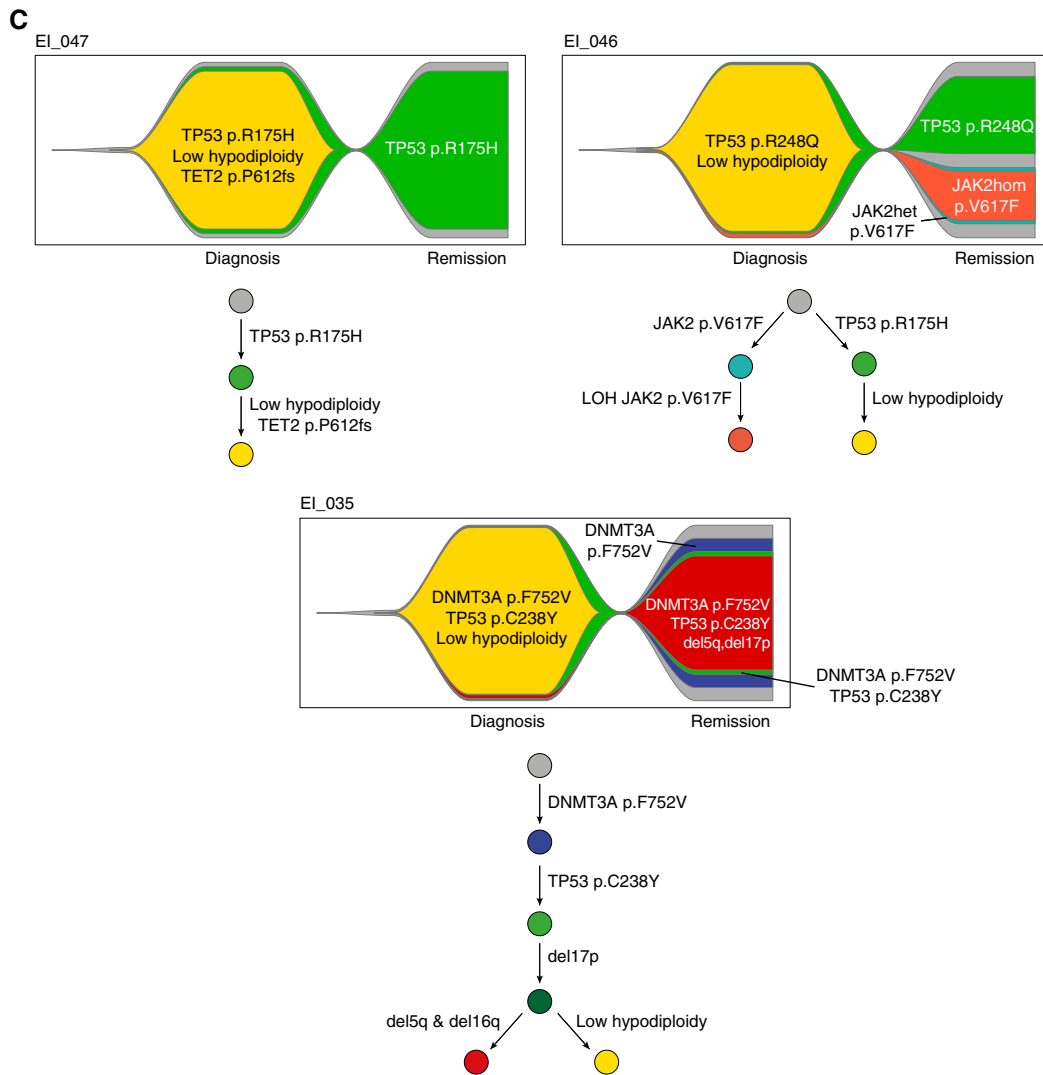 C
EI_047
TP53 p.R175H
Low hypodiploidy
TET2 p.P612fs
TP53 p.R175H
Diagnosis
Remission
TP53 p.R175H
Low hypodiploidy
TET2 p.P612fs
EI_046
TP53 p.R248Q
Low hypodiploidy
TP53 p.R248Q
JAK2hom
p.V617F
JAK2het
p.V617F
Diagnosis
Remission
JAK2 p.V617F
TP53 p.R175H
LOH JAK2 p.V617F
Low hypodiploidy
EI_035
DNMT3A
p.F752V
DNMT3A p.F752V
TP53 p.C238Y
Low hypodiploidy
DNMT3A p.F752V
TP53 p.C238Y
del5q,del17p
DNMT3A p.F752V
TP53 p.C238Y
Diagnosis
Remission
DNMT3A p.F752V
TP53 p.C238Y
del17p
del5q & del16q
Low hypodiploidy